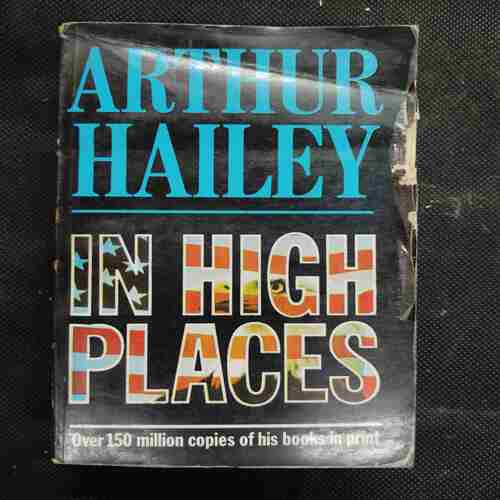 ARTHUR
HAILEY
IN HIGH
PLACES
Over 150 million copies of his books in print